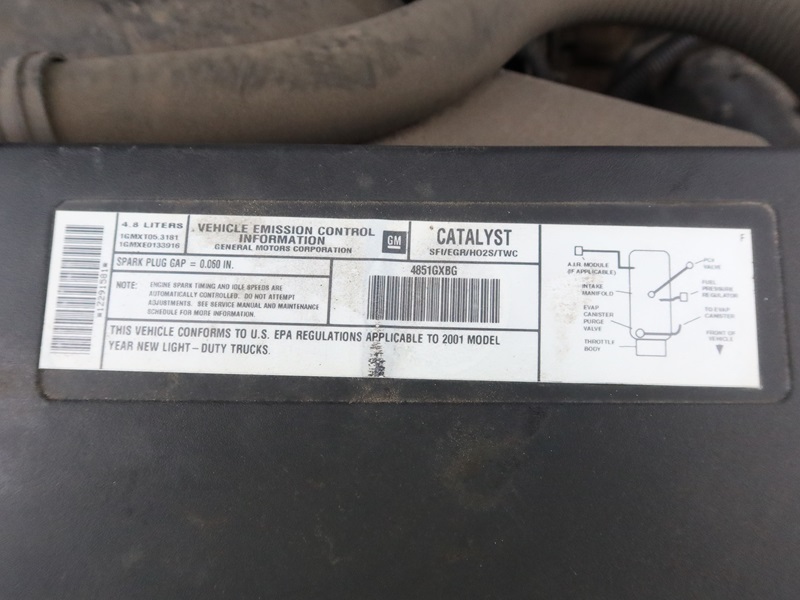 *12291581*
4.8 LITERS
1GMXT05.3181
1GMXE0133916
VEHICLE EMISSION CONTROL
INFORMATION
GENERAL MOTORS CORPORATION
GM
CATALYST
SFI/EGR/HO2S/TWC
SPARK PLUG GAP = 0.060 IN.
NOTE:
ENGINE SPARK TIMING AND IDLE SPEEDS ARE
AUTOMATICALLY CONTROLLED. DO NOT ATTEMPT
ADJUSTMENTS. SEE SERVICE MANUAL AND MAINTENANCE
SCHEDULE FOR MORE INFORMATION.
4851GXBG
THIS VEHICLE CONFORMS TO U.S. EPA REGULATIONS APPLICABLE TO 2001 MODEL
YEAR NEW LIGHT-DUTY TRUCKS.
F
A.I.R. MODULE
(IF APPLICABLE)
INTAKE
MANIFOLD
EVAP
CANISTER
PURGE
VALVE
THROTTLE
BODY
PCV
VALVE
FUEL
PRESSURE
REGULATOR
TO EVAP
CANISTER
FRONT OF
VEHICLE